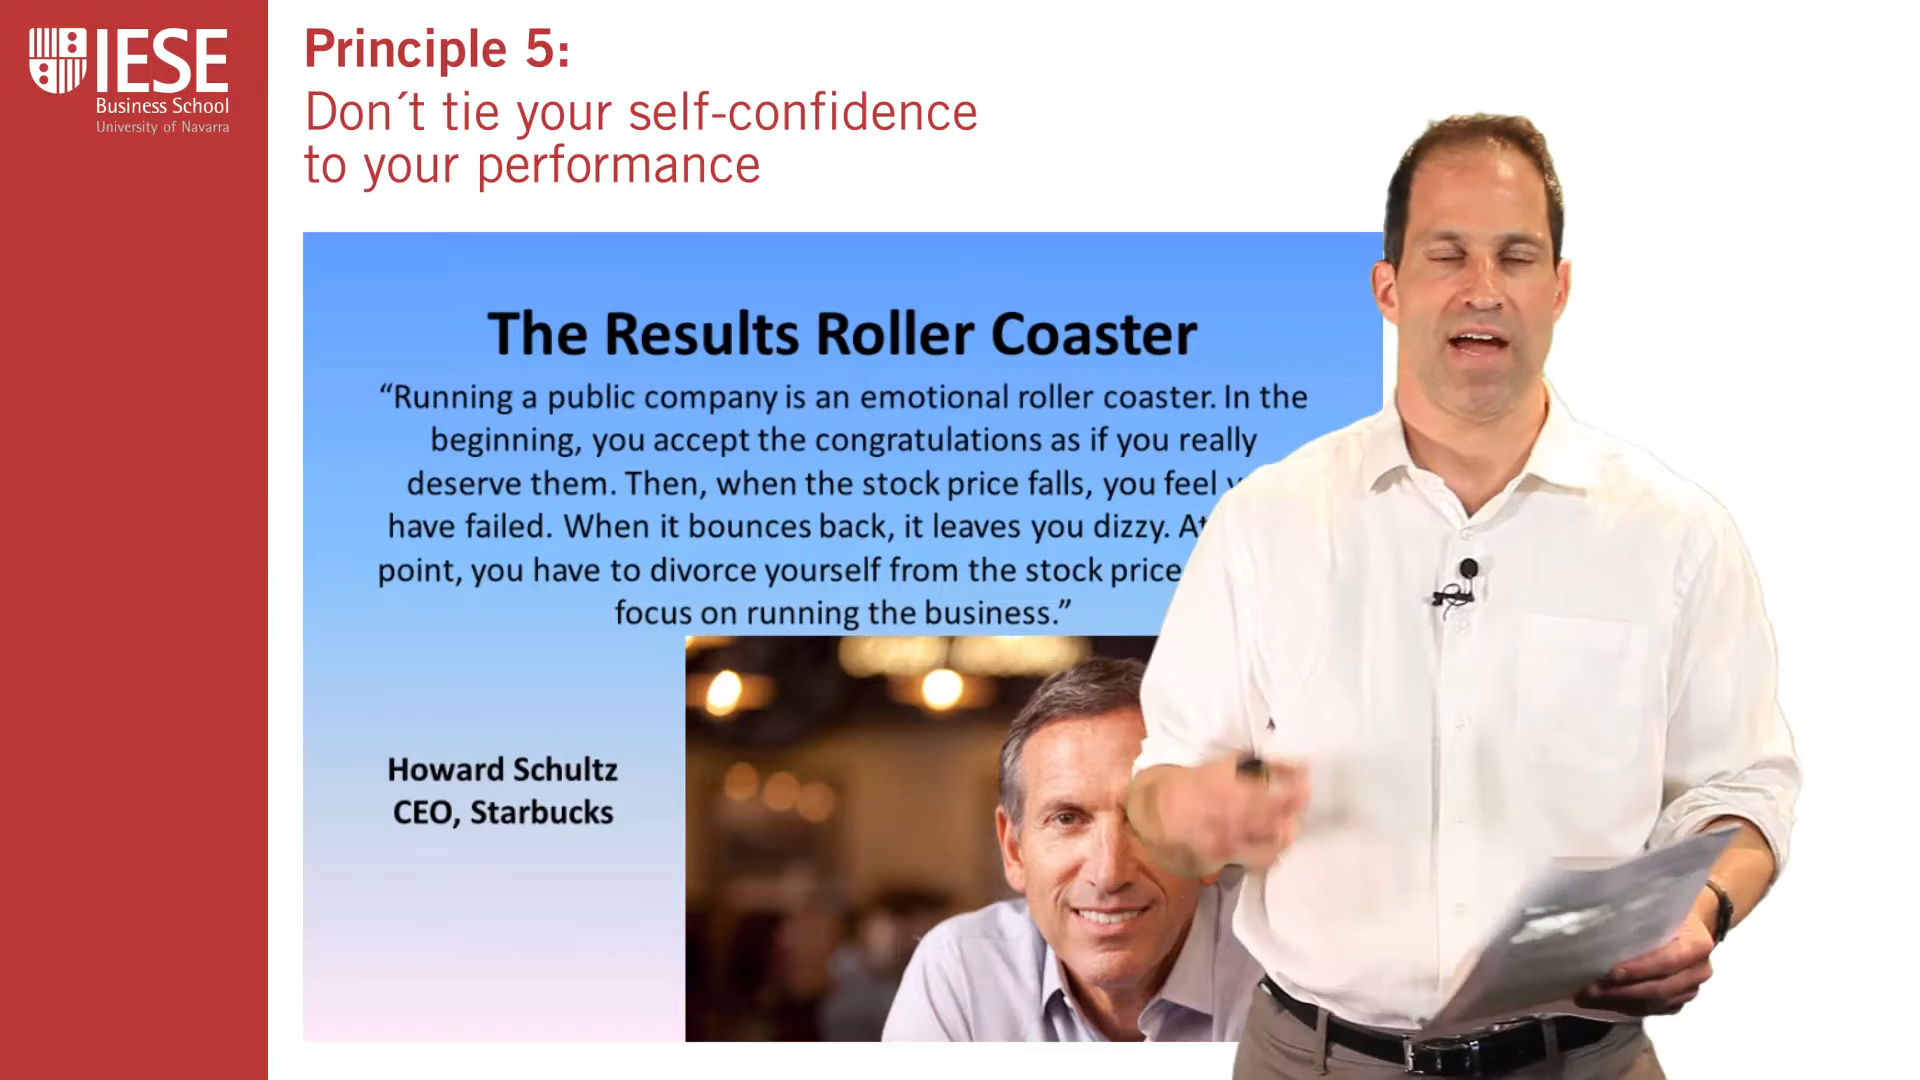 IESE
Business School
University of Navarra
Principle 5:
Don´t tie your self-confidence
to your performance
The Results Roller Coaster
“Running a public company is an emotional roller coaster. In the
beginning, you accept the congratulations as if you really
deserve them. Then, when the stock price falls, you feel
have failed. When it bounces back, it leaves you dizzy.
point, you have to divorce yourself from the stock price
focus on running the business.”
Howard Schultz
CEO, Starbucks